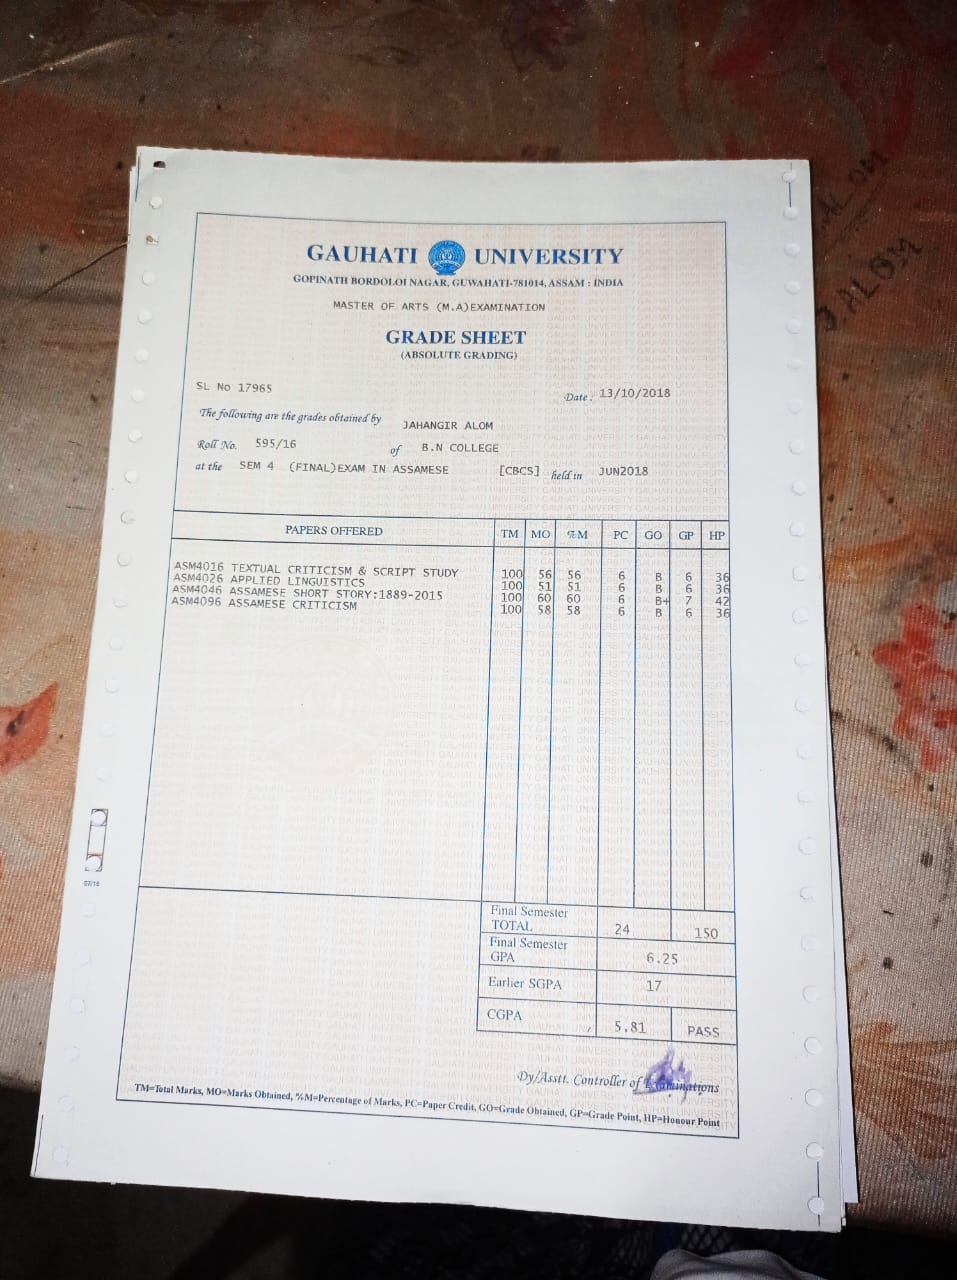 GAUHATI UNIVERSITY
GOPINATH BORDOLOI NAGAR, GUWAHATI-781014, ASSAM : INDIA
MASTER OF ARTS (M.A)EXAMINATION
GRADE SHEET
(ABSOLUTE GRADING)
SL No 17965
Date : 13/10/2018
The following are the grades obtained by JAHANGIR ALOM
Roll No. 595/16 of B.N COLLEGE
at the SEM 4 (FINAL)EXAM IN ASSAMESE [CBCS] held in JUN2018
PAPERS OFFERED TM MO %M PC GO GP HP
ASM4016 TEXTUAL CRITICISM & SCRIPT STUDY 100 56 56 6 B 6 36
ASM4026 APPLIED LINGUISTICS 100 51 51 6 B 6 36
ASM4046 ASSAMESE SHORT STORY:1889-2015 100 60 60 6 B+ 7 42
ASM4096 ASSAMESE CRITICISM 100 58 58 6 B 6 36
Final Semester
TOTAL 24 150
Final Semester
GPA 6.25
Earlier SGPA 17
CGPA 5.81 PASS
Dy/Asstt. Controller of Examinations
TM=Total Marks, MO=Marks Obtained, %M=Percentage of Marks, PC=Paper Credit, GO=Grade Obtained, GP=Grade Point, HP=Honour Point
07/16
ALOM
J. ALOM